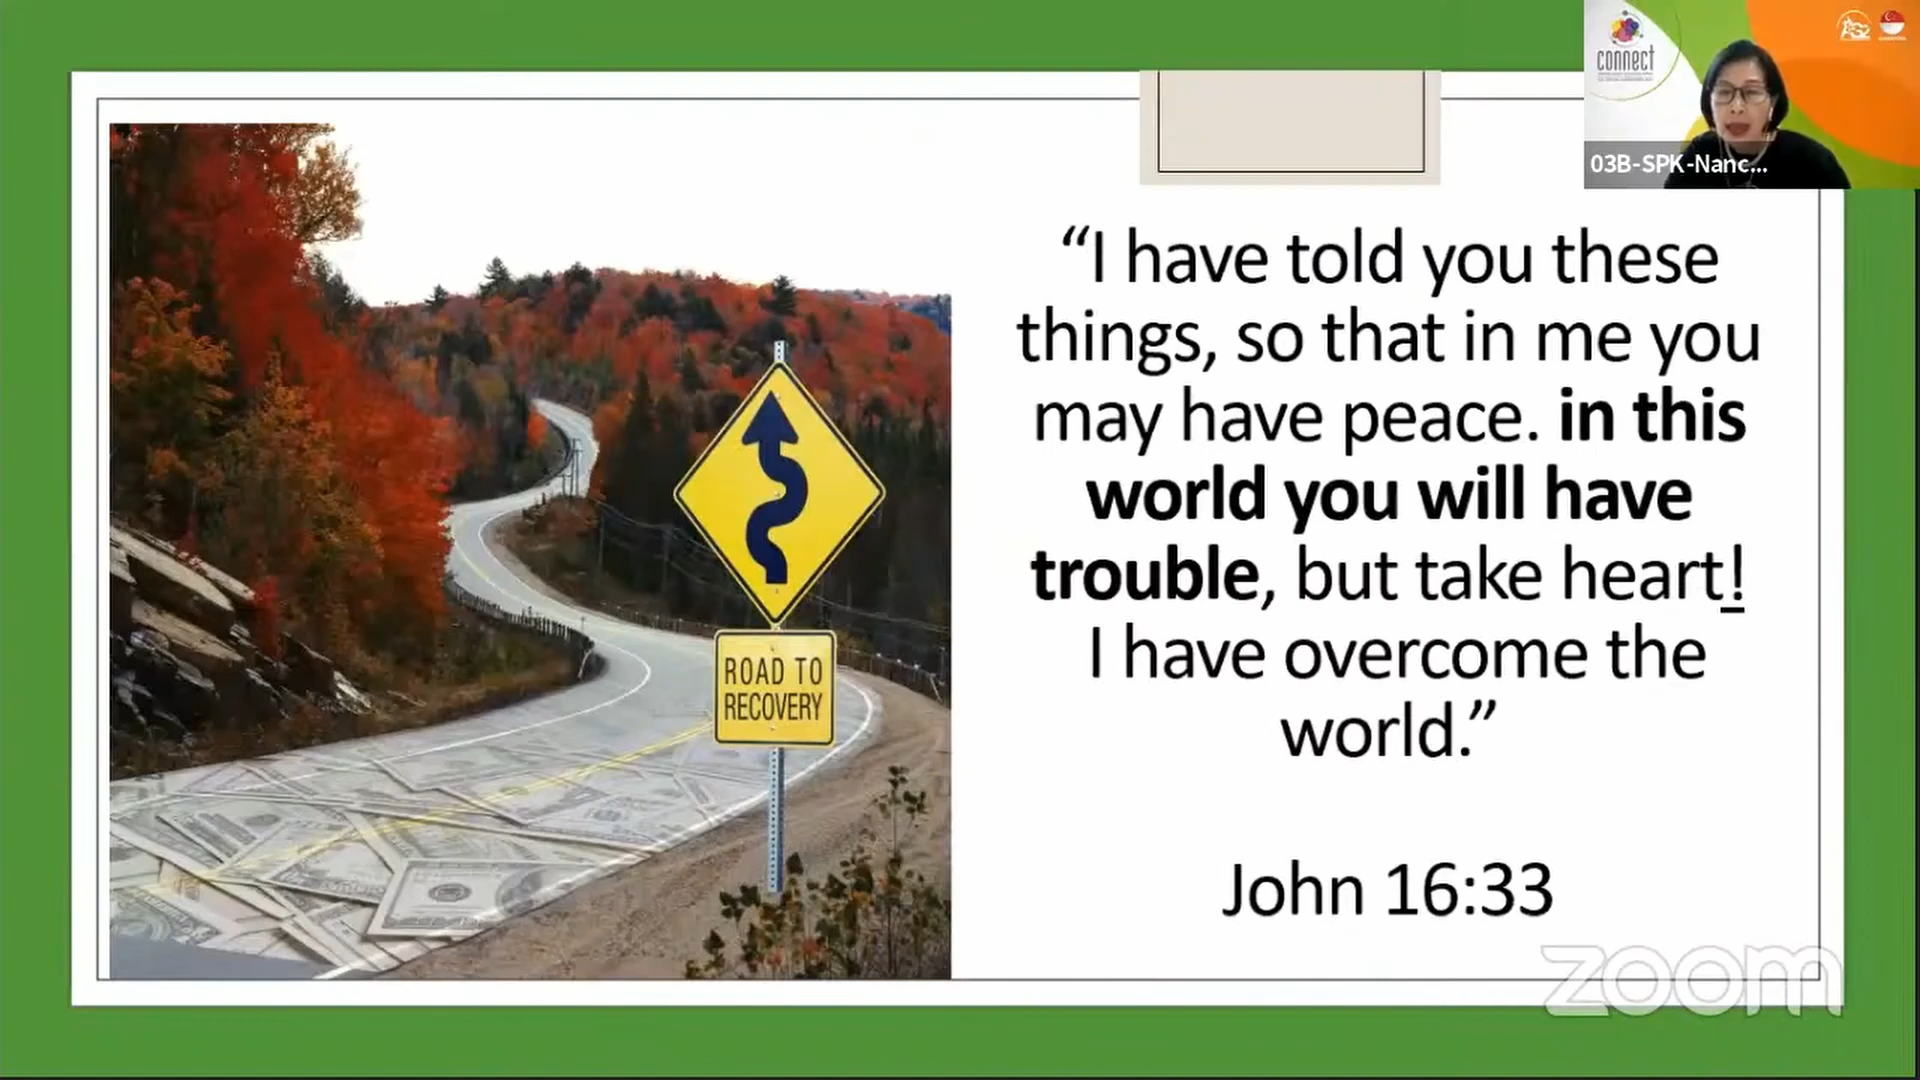 connect
03B-SPK-Nanc...
“I have told you these
things, so that in me you
may have peace. in this
world you will have
trouble, but take heart!
I have overcome the
world.”
John 16:33
ROAD TO
RECOVERY
zoom